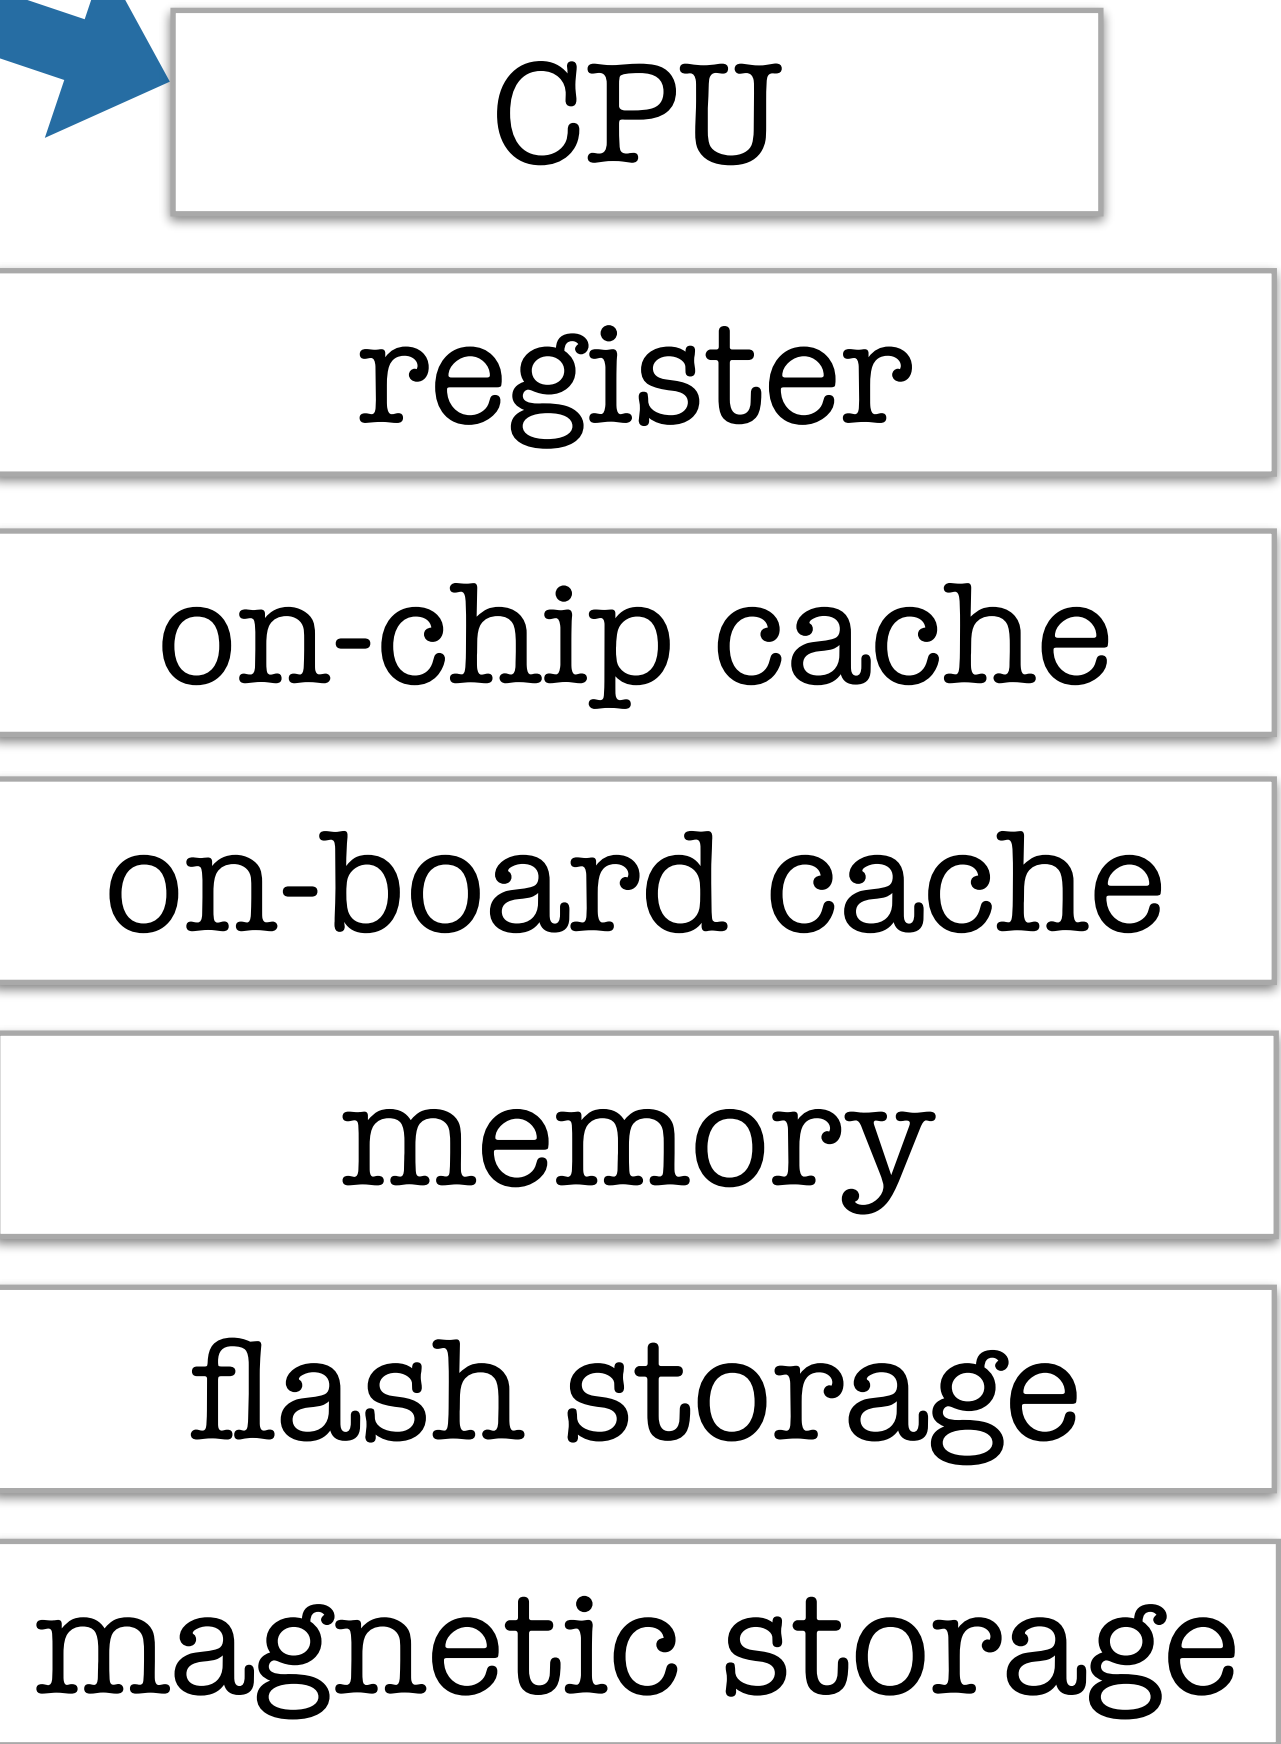 CPU
register
on-chip cache
on-board cache
memory
flash storage
magnetic storage